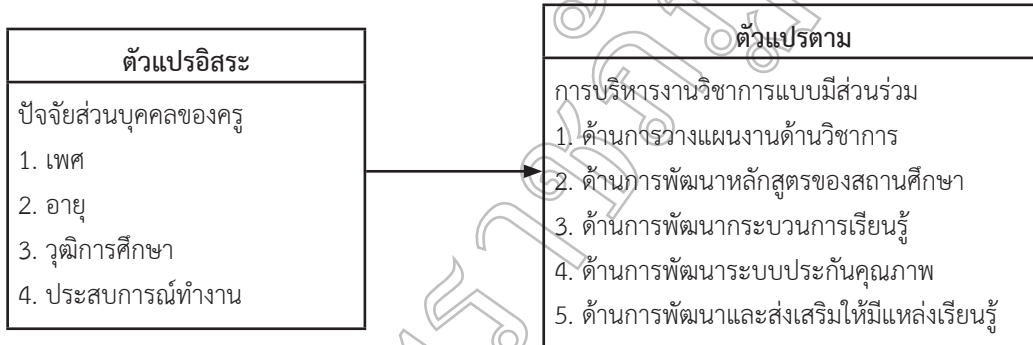 ตัวแปรอิสระ
ปัจจัยส่วนบุคคลของครู
1. เพศ
2. อายุ
3. วุฒิการศึกษา
4. ประสบการณ์ทำงาน
ตัวแปรตาม
การบริหารงานวิชาการแบบมีส่วนร่วม
1. ด้านการวางแผนงานด้านวิชาการ
2. ด้านการพัฒนาหลักสูตรของสถานศึกษา
3. ด้านการพัฒนากระบวนการเรียนรู้
4. ด้านการพัฒนาระบบประกันคุณภาพ
5. ด้านการพัฒนาและส่งเสริมให้มีแหล่งเรียนรู้